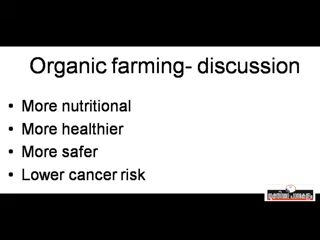 Organic farming- discussion
• More nutritional
• More healthier
• More safer
• Lower cancer risk